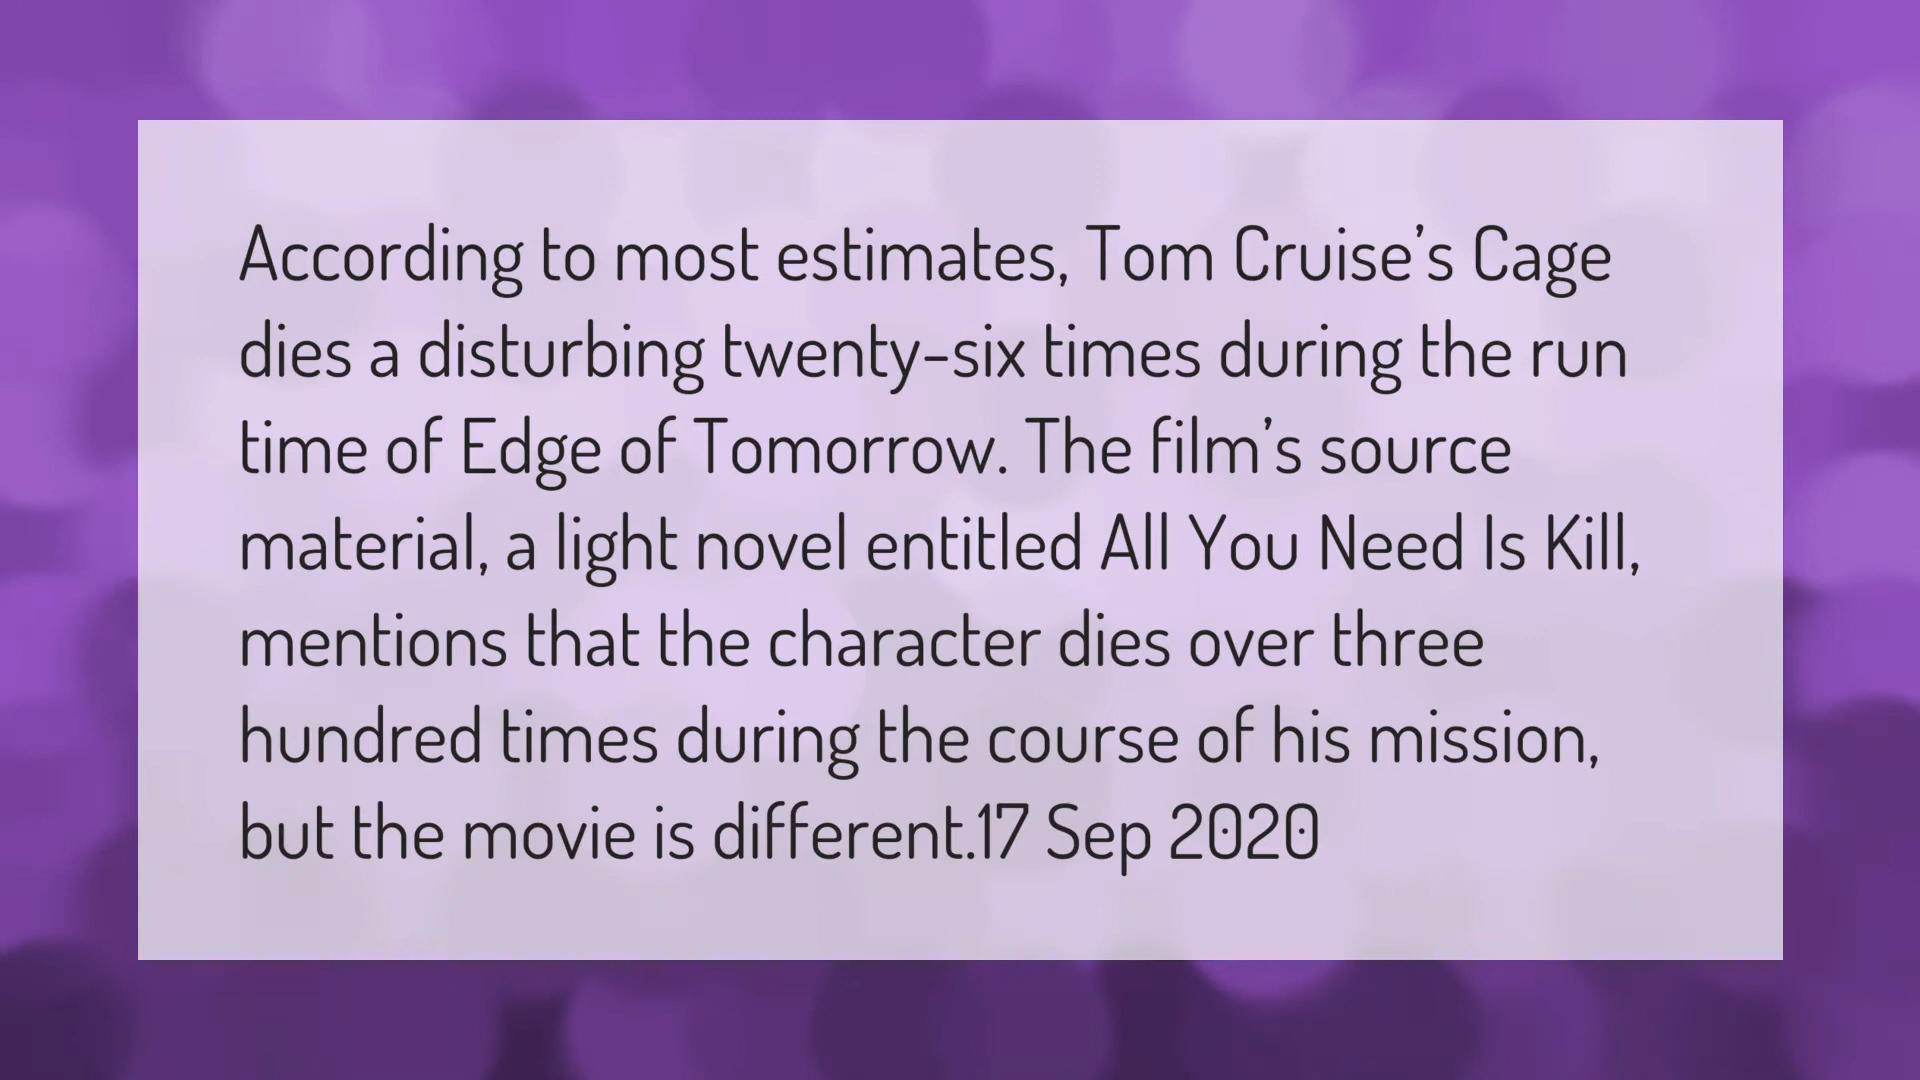 According to most estimates, Tom Cruise’s Cage
dies a disturbing twenty-six times during the run
time of Edge of Tomorrow. The film’s source
material, a light novel entitled All You Need Is Kill,
mentions that the character dies over three
hundred times during the course of his mission,
but the movie is different.17 Sep 2020